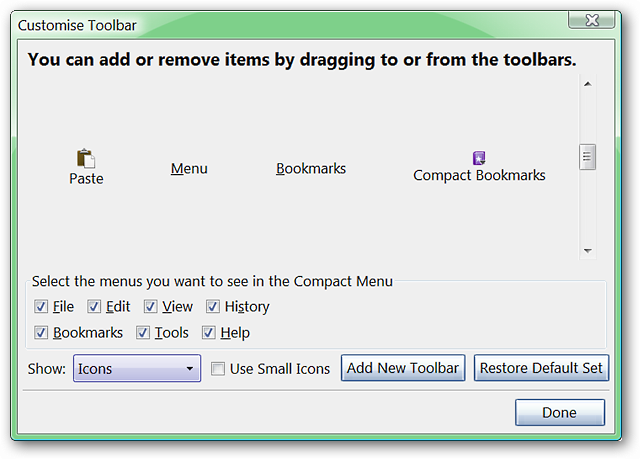 Customise Toolbar
You can add or remove items by dragging to or from the toolbars.
Paste Menu Bookmarks Compact Bookmarks
Select the menus you want to see in the Compact Menu
File Edit View History
Bookmarks Tools Help
Show: Icons Use Small Icons Add New Toolbar Restore Default Set
Done